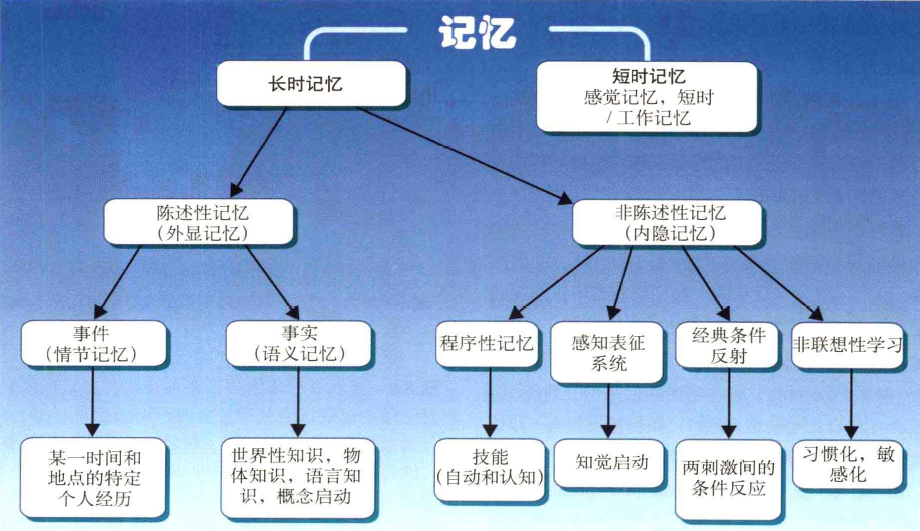 记忆
长时记忆
短时记忆
感觉记忆，短时
/工作记忆
陈述性记忆
（外显记忆）
非陈述性记忆
（内隐记忆）
事件
（情节记忆）
事实
（语义记忆）
程序性记忆
感知表征
系统
经典条件
反射
非联想性学习
某一时间和
地点的特定
个人经历
世界性知识，物
体知识，语言知
识，概念启动
技能
（自动和认知）
知觉启动
两刺激间的
条件反应
习惯化，敏
感化